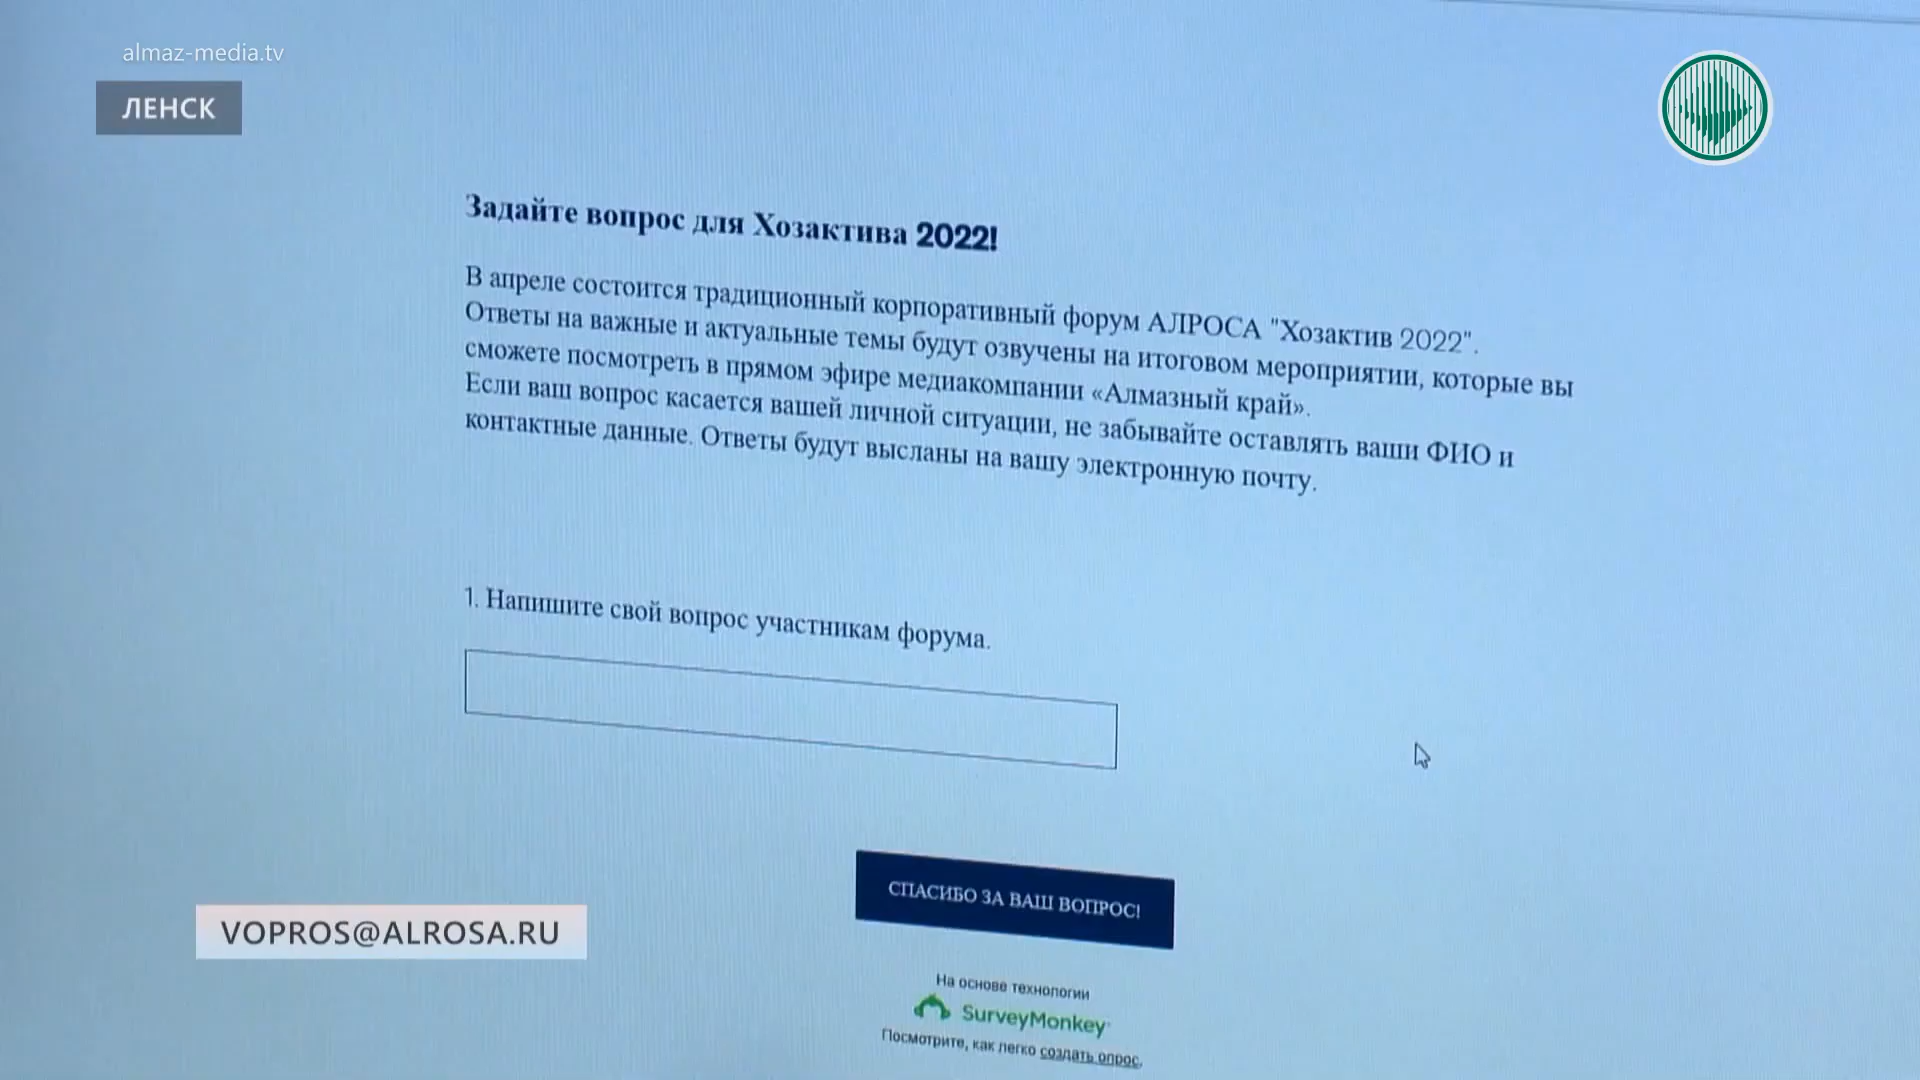 almaz-media.tv
ЛЕНСК
Задайте вопрос для Хозактива 2022!
В апреле состоится традиционный корпоративный форум АЛРОСА "Хозактив 2022".
Ответы на важные и актуальные темы будут озвучены на итоговом мероприятии, которые вы
сможете посмотреть в прямом эфире медиакомпании «Алмазный край».
Если ваш вопрос касается вашей личной ситуации, не забывайте оставлять ваши ФИО и
контактные данные. Ответы будут высланы на вашу электронную почту.
1. Напишите свой вопрос участникам форума.
СПАСИБО ЗА ВАШ ВОПРОС!
VOPROS@ALROSA.RU
На основе технологии
SurveyMonkey
Посмотрите, как легко создать опрос.